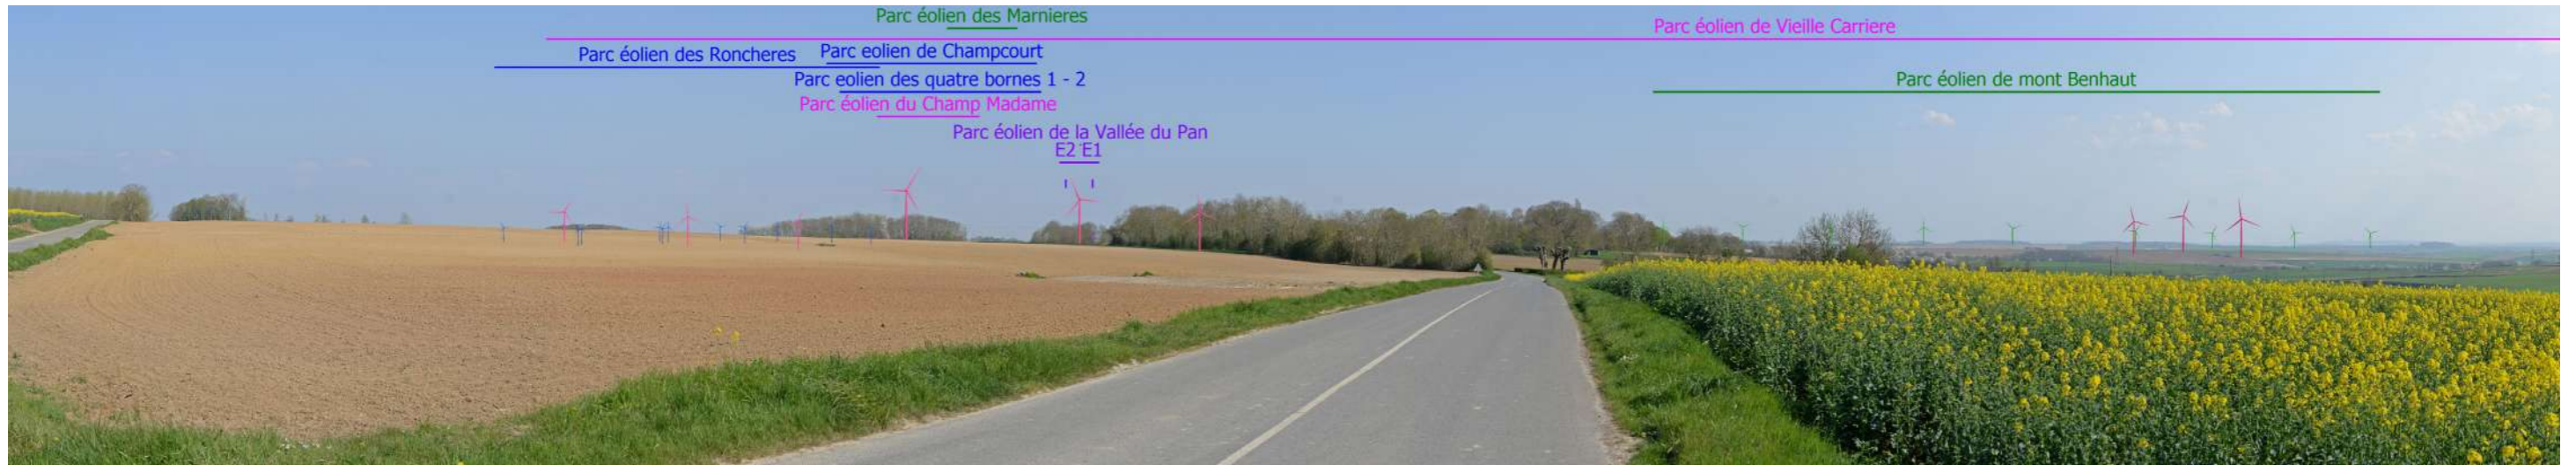 Parc éolien des Marnieres
Parc éolien de Vieille Carriere
Parc éolien des Roncheres
Parc eolien de Champcourt
Parc eolien des quatre bornes 1 - 2
Parc éolien de mont Benhaut
Parc éolien du Champ Madame
Parc éolien de la Vallée du Pan
E2 E1